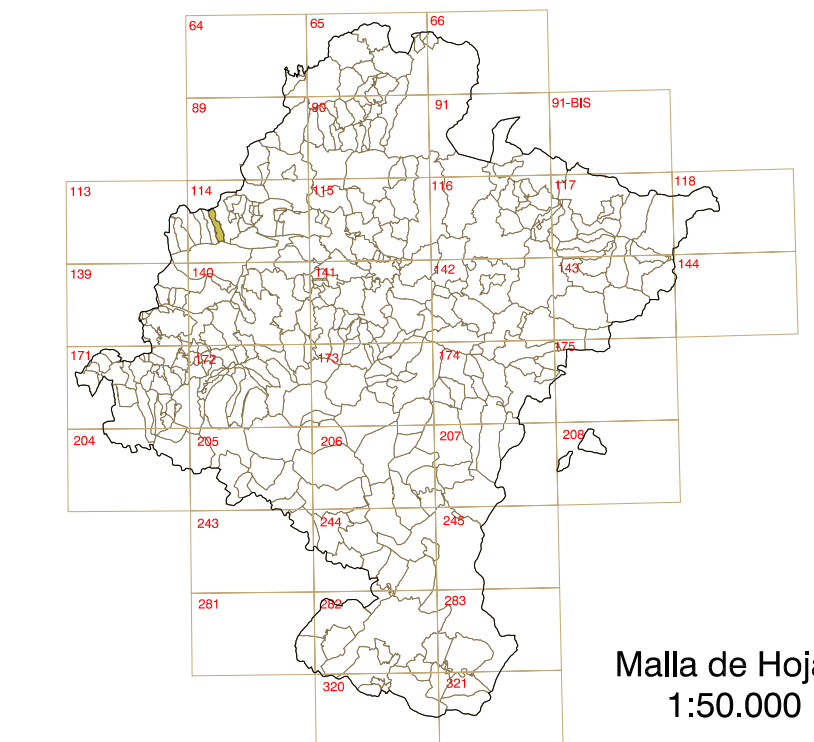 64 65 66
89 90 91 91-BIS
113 114 115 116 117 118
139 140 141 142 143 144
171 172 173 174 175
204 205 206 207 208
243 244 245
281 282 283
320 321
Malla de Hoja
1:50.000